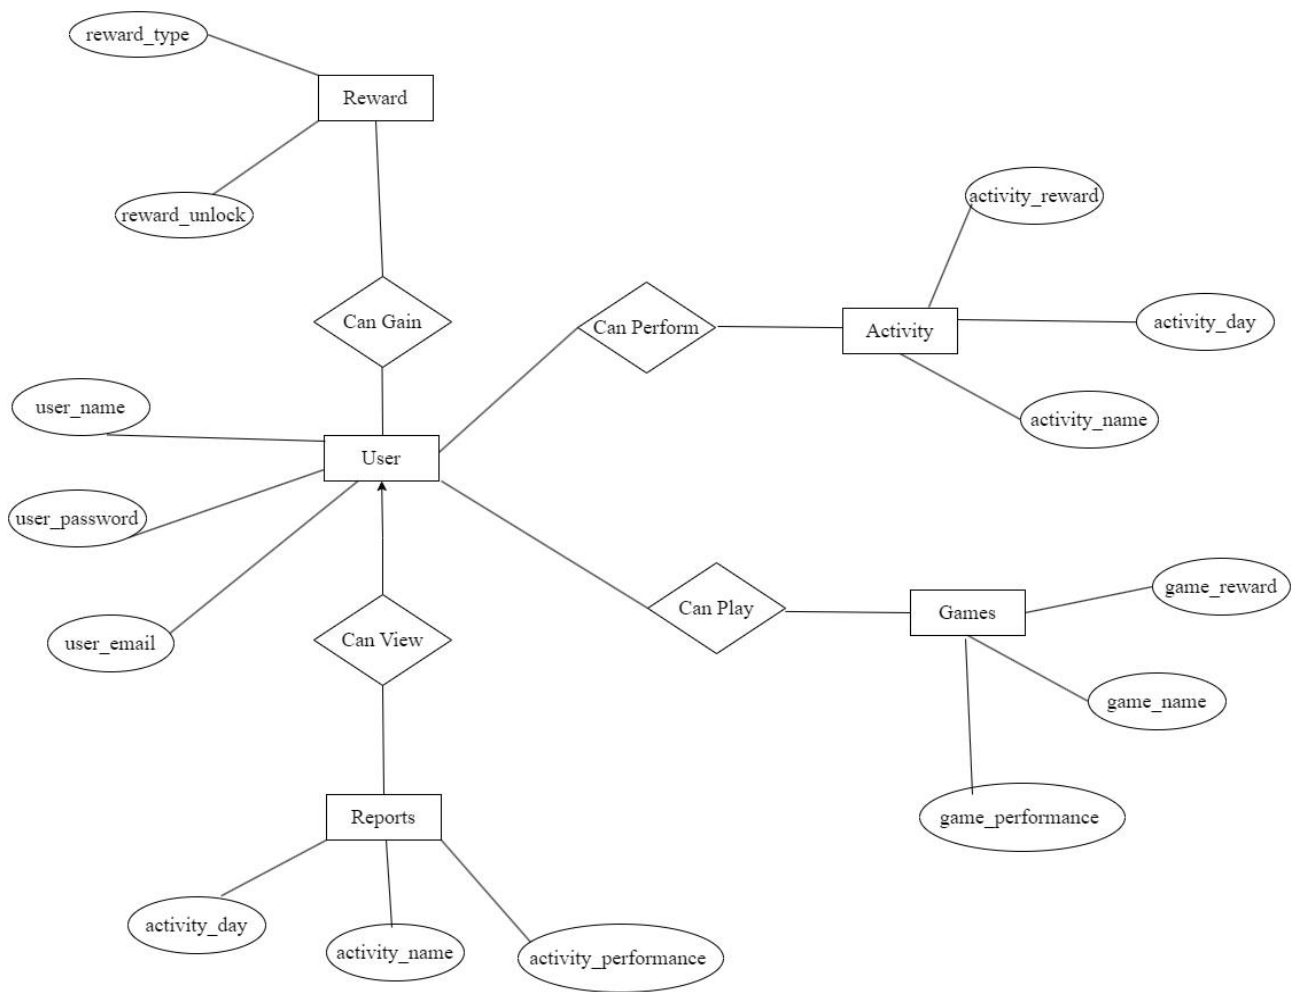 reward_type
Reward
reward_unlock
activity_reward
Can Gain
Can Perform
Activity
activity_day
user_name
activity_name
User
user_password
Can Play
Games
game_reward
user_email
Can View
game_name
Reports
game_performance
activity_day
activity_name
activity_performance